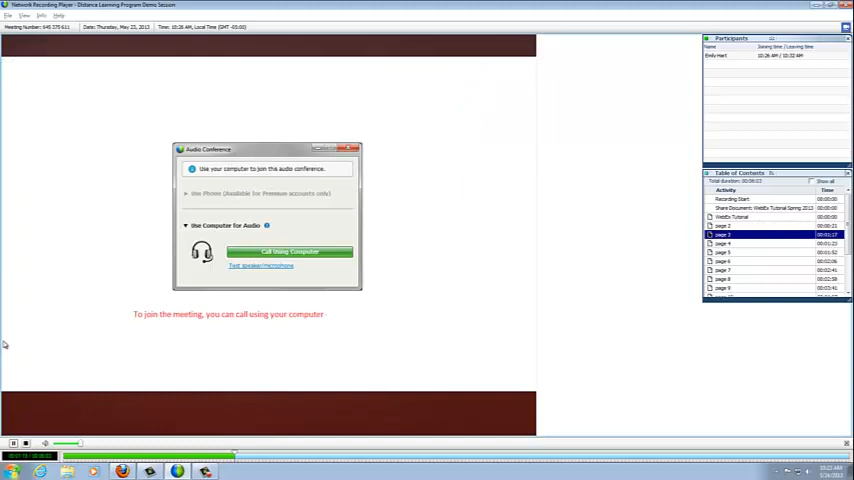 Network Recording Player - Distance Learning Program Demo Session
File View Info Help
Meeting Number: 645 375 611 Date: Thursday, May 23, 2013 Time: 10:26 AM, Local Time (GMT -05:00)
Participants
Name Joining time / Leaving time
Emily Hart 10:26 AM / 10:32 AM
Audio Conference
Use your computer to join this audio conference.
Use Phone (Available for Premium accounts only)
Use Computer for Audio
Call Using Computer
Test speaker/microphone
To join the meeting, you can call using your computer
Table of Contents
Total duration: 00:06:03 Show all
Activity Time
Recording Start 00:00:00
Share Document: WebEx Tutorial Spring 2013 00:00:00
WebEx Tutorial 00:00:00
page 2 00:00:21
page 3 00:01:17
page 4 00:01:23
page 5 00:01:52
page 6 00:02:06
page 7 00:02:41
page 8 00:02:58
page 9 00:03:41
5/24/2013